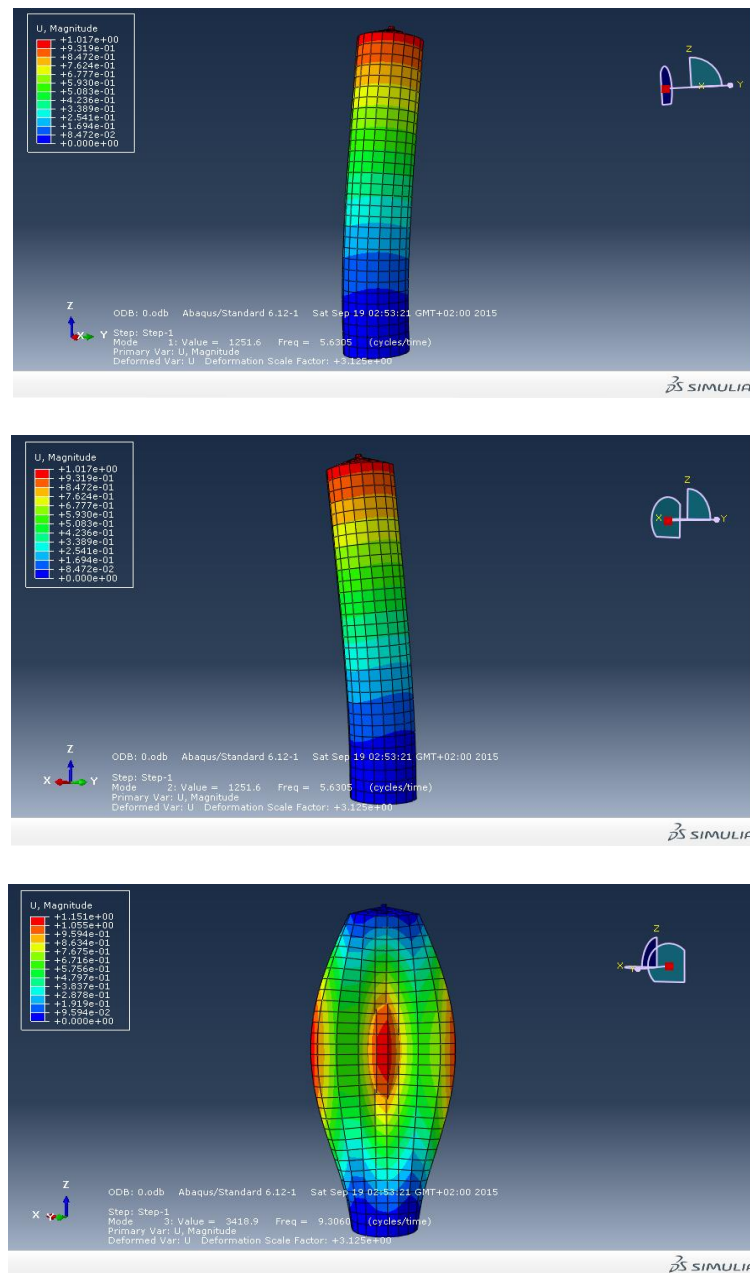 U, Magnitude
+1.017e+00
+9.319e-01
+8.472e-01
+7.624e-01
+6.777e-01
+5.930e-01
+5.083e-01
+4.236e-01
+3.389e-01
+2.541e-01
+1.694e-01
+8.472e-02
+0.000e+00
Z
X Y
Z
X Y
ODB: 0.odb Abaqus/Standard 6.12-1 Sat Sep 19 02:53:21 GMT+02:00 2015
Step: Step-1
Mode 1: Value = 1251.6 Freq = 5.6305 (cycles/time)
Primary Var: U, Magnitude
Deformed Var: U Deformation Scale Factor: +3.125e+00
SIMULIA
U, Magnitude
+1.017e+00
+9.319e-01
+8.472e-01
+7.624e-01
+6.777e-01
+5.930e-01
+5.083e-01
+4.236e-01
+3.389e-01
+2.541e-01
+1.694e-01
+8.472e-02
+0.000e+00
Z
X Y
Z
X Y
ODB: 0.odb Abaqus/Standard 6.12-1 Sat Sep 19 02:53:21 GMT+02:00 2015
Step: Step-1
Mode 2: Value = 1251.6 Freq = 5.6305 (cycles/time)
Primary Var: U, Magnitude
Deformed Var: U Deformation Scale Factor: +3.125e+00
SIMULIA
U, Magnitude
+1.151e+00
+1.055e+00
+9.594e-01
+8.634e-01
+7.675e-01
+6.716e-01
+5.756e-01
+4.797e-01
+3.837e-01
+2.878e-01
+1.919e-01
+9.594e-02
+0.000e+00
Z
X Y
Z
X Y
ODB: 0.odb Abaqus/Standard 6.12-1 Sat Sep 19 02:53:21 GMT+02:00 2015
Step: Step-1
Mode 3: Value = 3418.9 Freq = 9.3060 (cycles/time)
Primary Var: U, Magnitude
Deformed Var: U Deformation Scale Factor: +3.125e+00
SIMULIA